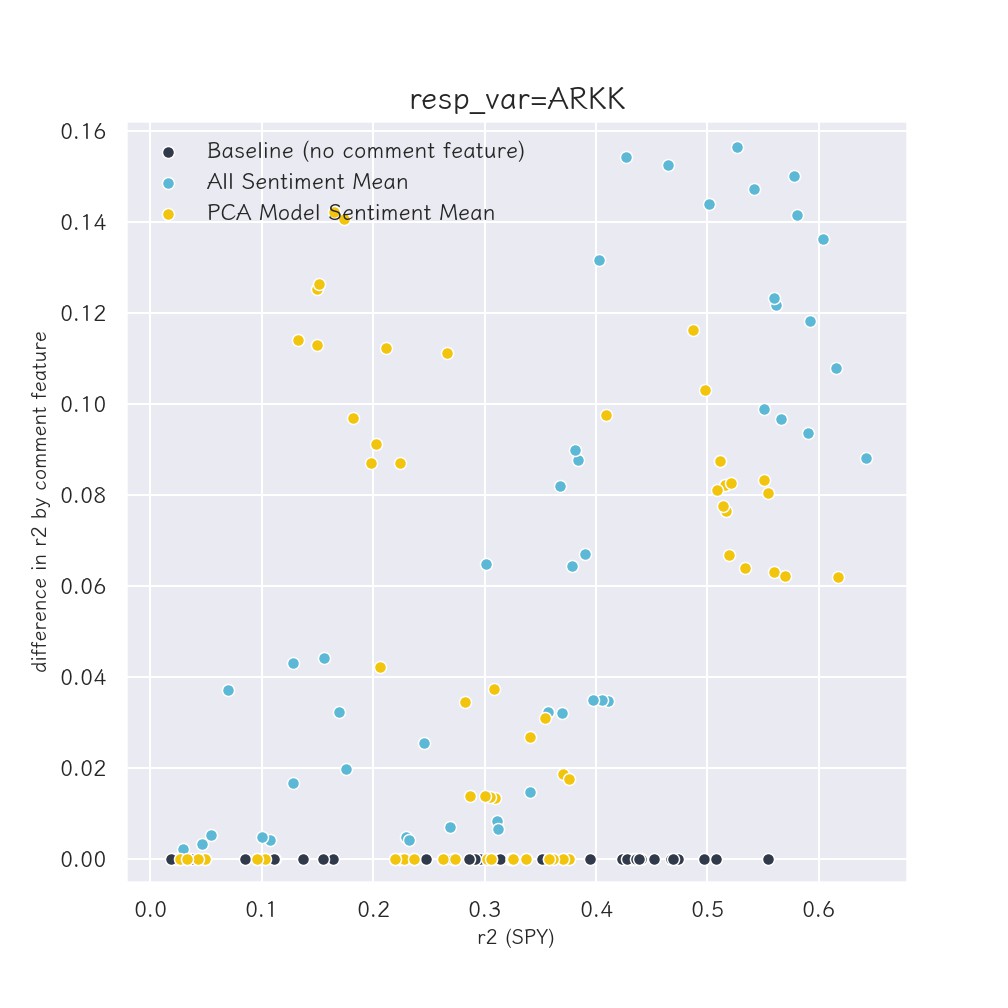 resp_var=ARKK
Baseline (no comment feature)
All Sentiment Mean
PCA Model Sentiment Mean
difference in r2 by comment feature
0.16
0.14
0.12
0.10
0.08
0.06
0.04
0.02
0.00
0.0 0.1 0.2 0.3 0.4 0.5 0.6
r2 (SPY)